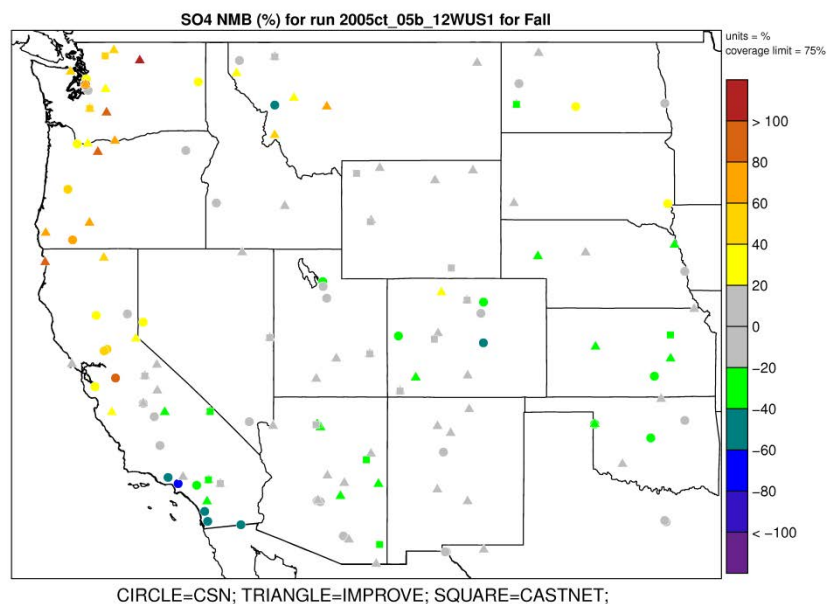 SO4 NMB (%) for run 2005ct_05b_12WUS1 for Fall
units = %
coverage limit = 75%
> 100
80
60
40
20
0
−20
−40
−60
−80
< −100
CIRCLE=CSN; TRIANGLE=IMPROVE; SQUARE=CASTNET;